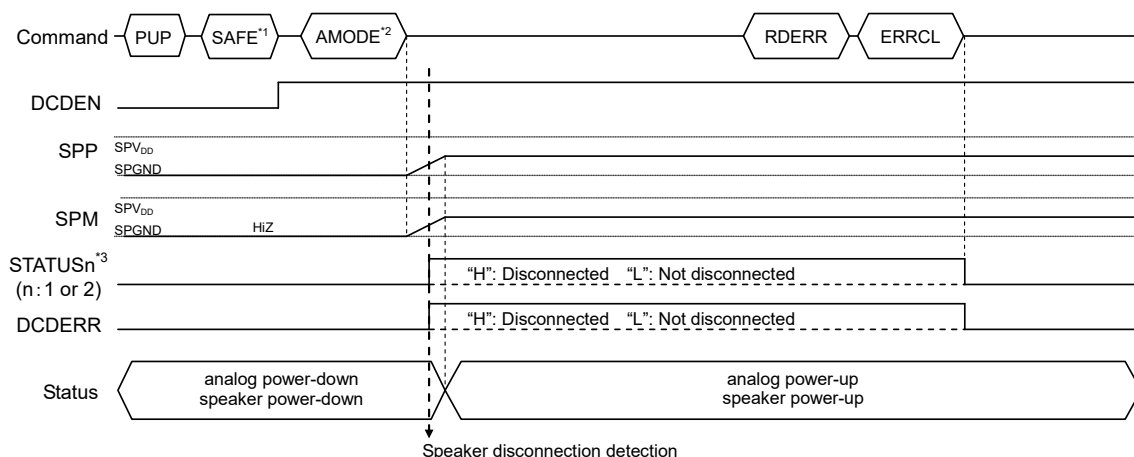 Command PUP SAFE*1 AMODE*2 RDERR ERRCL
DCDEN
SPP SPVDD
SPGND
SPM SPVDD
SPGND HiZ
STATUSn*3
(n : 1 or 2)
“H”: Disconnected “L”: Not disconnected
DCDERR “H”: Disconnected “L”: Not disconnected
Status
analog power-down
speaker power-down
analog power-up
speaker power-up
Speaker disconnection detection